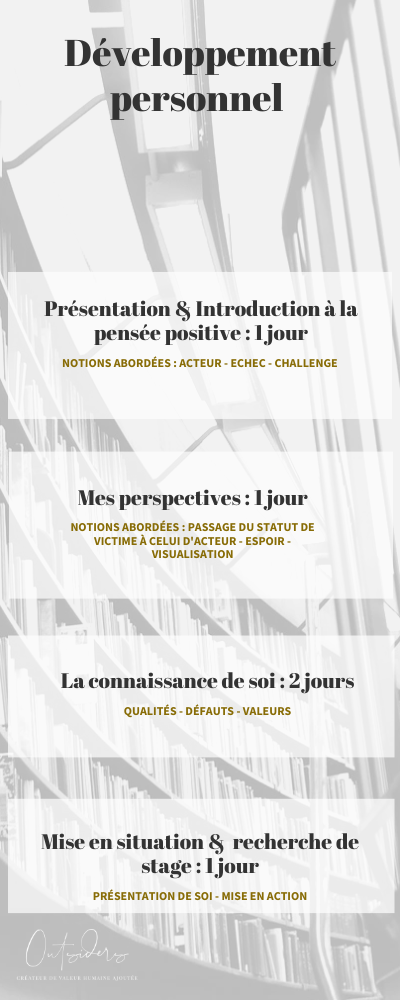 Développement
personnel
Présentation & Introduction à la
pensée positive : 1 jour
NOTIONS ABORDÉES : ACTEUR - ECHEC - CHALLENGE
Mes perspectives : 1 jour
NOTIONS ABORDÉES : PASSAGE DU STATUT DE
VICTIME À CELUI D'ACTEUR - ESPOIR -
VISUALISATION
La connaissance de soi : 2 jours
QUALITÉS - DÉFAUTS - VALEURS
Mise en situation & recherche de
stage : 1 jour
PRÉSENTATION DE SOI - MISE EN ACTION
Outsiders
CRÉATEUR DE VALEUR HUMAINE AJOUTÉE